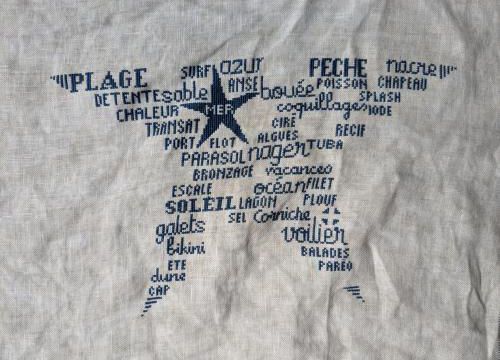 PLAGE SURF azur PECHE nacre
DETENTE sable ANSE bouée POISSON CHAPEAU
CHALEUR MER coquillages SPLASH
TRANSAT CIRE IODE
PORT FLOT ALGUES RECIF
PARASOL nager TUBA
BRONZAGE vacances
ESCALE océan FILET
SOLEIL LAGON PLOUF
galets SEL Corniche
bikini voilier
ETE BALADES
dune PAREO
CAP